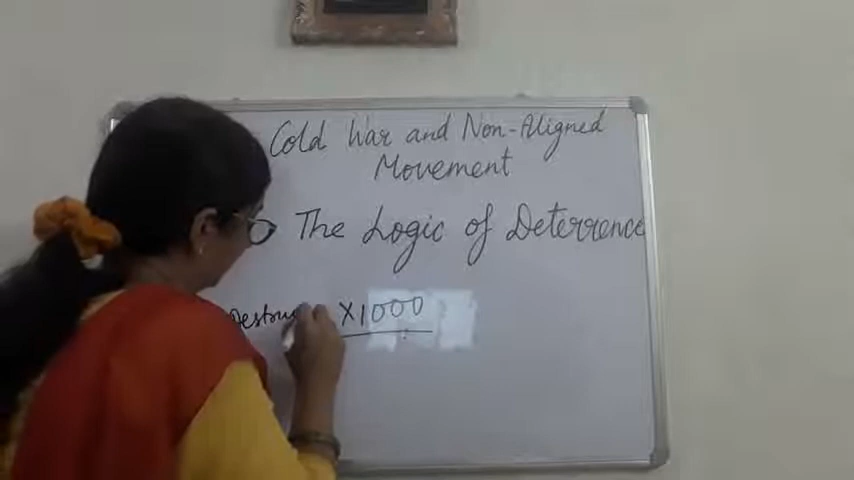 Cold War and Non-Aligned
Movement
The Logic of Deterrence
X1000